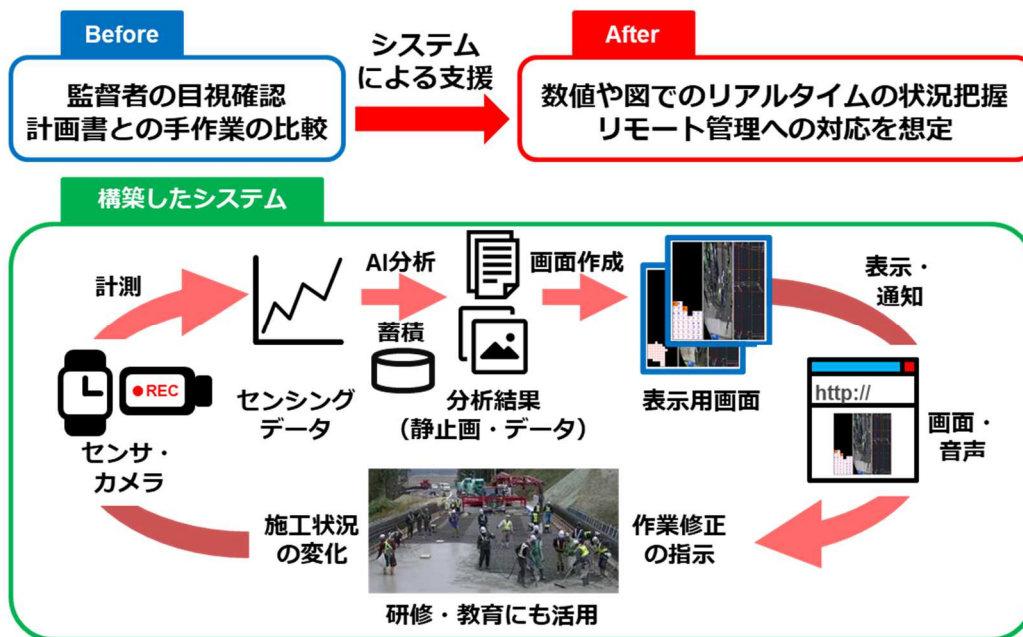 Before
監督者の目視確認
計画書との手作業の比較
システム
による支援
After
数値や図でのリアルタイムの状況把握
リモート管理への対応を想定
構築したシステム
計測
AI分析
蓄積
画面作成
表示・
通知
REC
センサ・
カメラ
センシング
データ
分析結果
（静止画・データ）
表示用画面
http://
画面・
音声
施工状況
の変化
作業修正
の指示
研修・教育にも活用